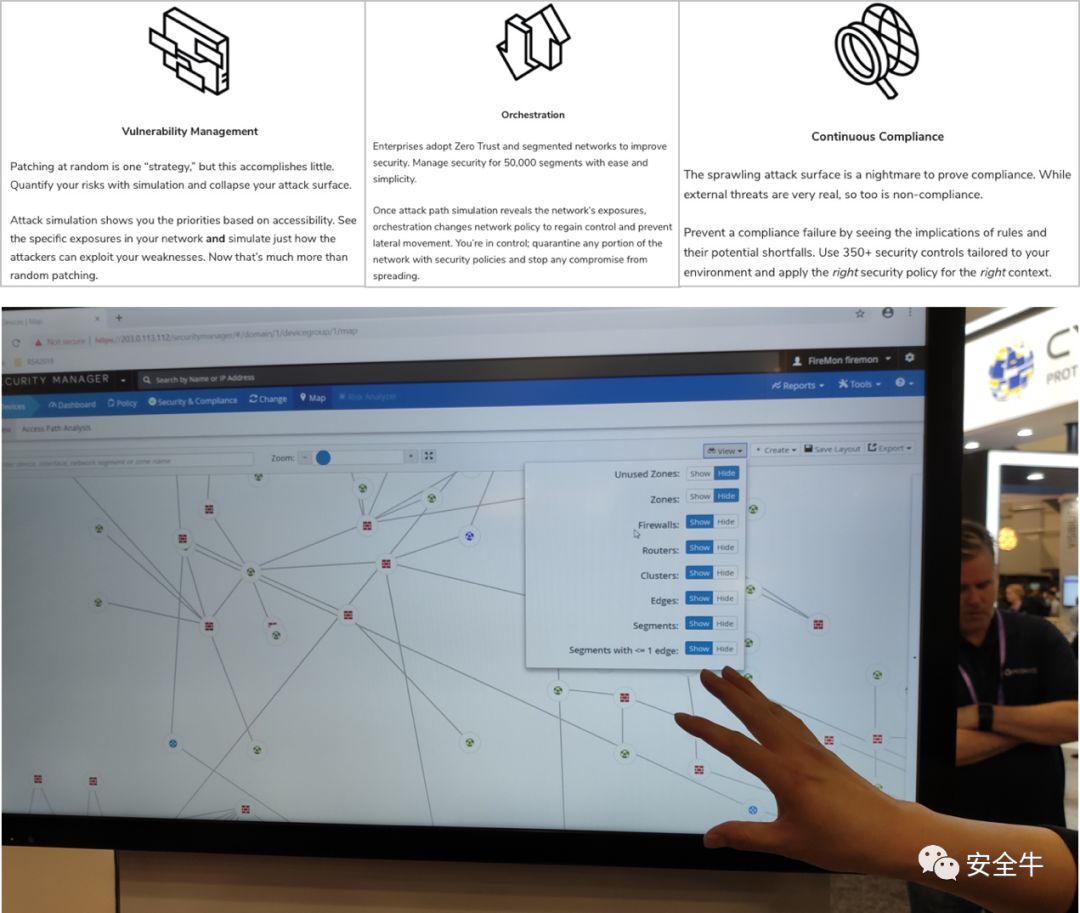 Vulnerability Management
Patching at random is one “strategy,” but this accomplishes little.
Quantify your risks with simulation and collapse your attack surface.
Attack simulation shows you the priorities based on accessibility. See
the specific exposures in your network and simulate just how the
attackers can exploit your weaknesses. Now that’s much more than
random patching.
Orchestration
Enterprises adopt Zero Trust and segmented networks to improve
security. Manage security for 50,000 segments with ease and
simplicity.
Once attack path simulation reveals the network’s exposures,
orchestration changes network policy to regain control and prevent
lateral movement. You’re in control; quarantine any portion of the
network with security policies and stop any compromise from
spreading.
Continuous Compliance
The sprawling attack surface is a nightmare to prove compliance. While
external threats are very real, so too is non-compliance.
Prevent a compliance failure by seeing the implications of rules and
their potential shortfalls. Use 350+ security controls tailored to your
environment and apply the right security policy for the right context.
Devices | Map
Not secure | https://203.0.113.112/securitymanager/#/domain/1/devicegroup/1/map
RSA2019
CURITY MANAGER
Search by Name or IP Address
FireMon firemon
Devices
Dashboard
Policy
Security & Compliance
Change
Map
Risk Analyzer
Reports
Tools
Access Path Analysis
device, interface, network segment or zone name
Zoom:
View
Create
Save Layout
Export
Unused Zones: Show Hide
Zones: Show Hide
Firewalls: Show Hide
Routers: Show Hide
Clusters: Show Hide
Edges: Show Hide
Segments: Show Hide
Segments with <= 1 edge: Show Hide
CY
PROT
安全牛